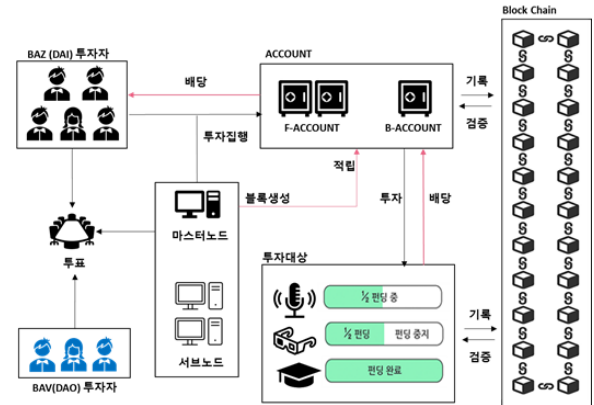 Block Chain
BAZ (DAI) 투자자
ACCOUNT
배당
기록
F-ACCOUNT
B-ACCOUNT
검증
투자집행
적립
블록생성
투자
배당
마스터노드
투표
투자대상
½ 펀딩 중
기록
½ 펀딩
펀딩 중지
검증
서브노드
펀딩 완료
BAV(DAO) 투자자